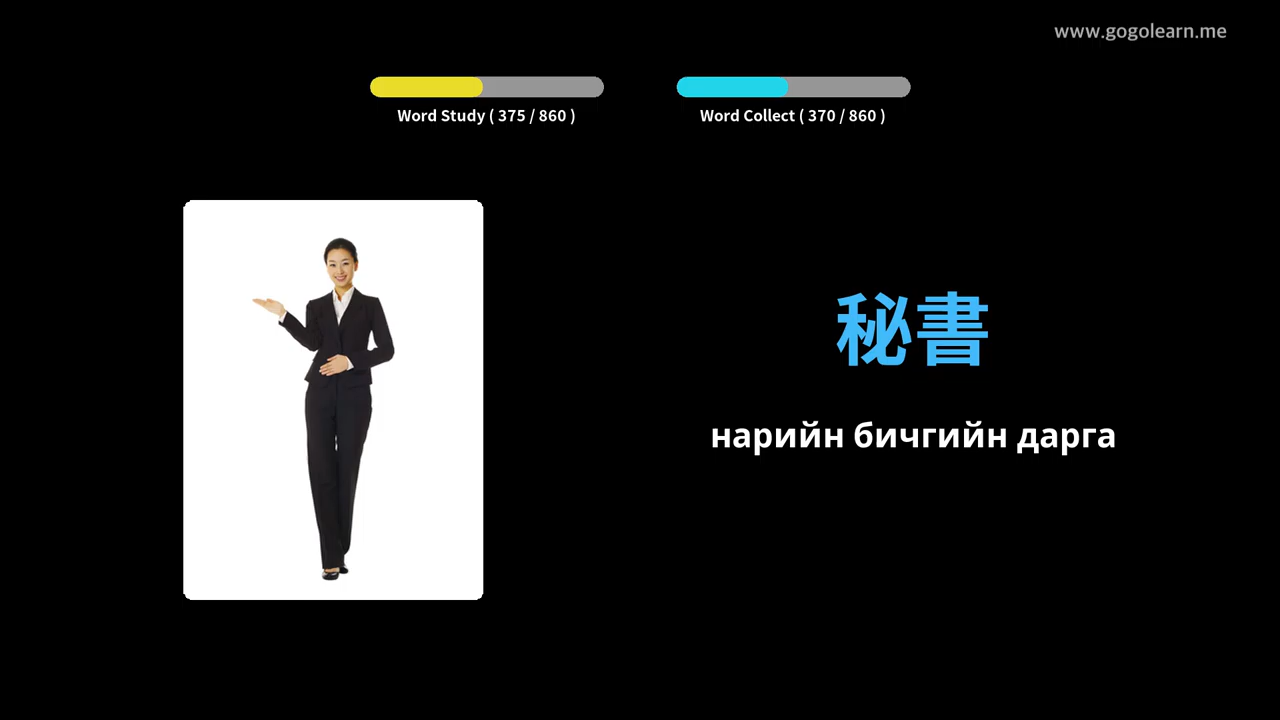 www.gogolearn.me
Word Study ( 375 / 860 )
Word Collect ( 370 / 860 )
秘書
нарийн бичгийн дарга